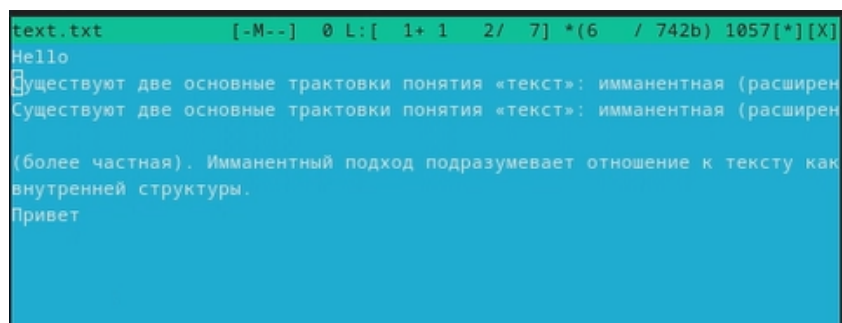 text.txt [-M--] 0 L:[ 1+ 1 2/ 7] *(6 / 742b) 1057[*][X]
Hello
Существуют две основные трактовки понятия «текст»: имманентная (расширен
Существуют две основные трактовки понятия «текст»: имманентная (расширен
(более частная). Имманентный подход подразумевает отношение к тексту как
внутренней структуры.
Привет